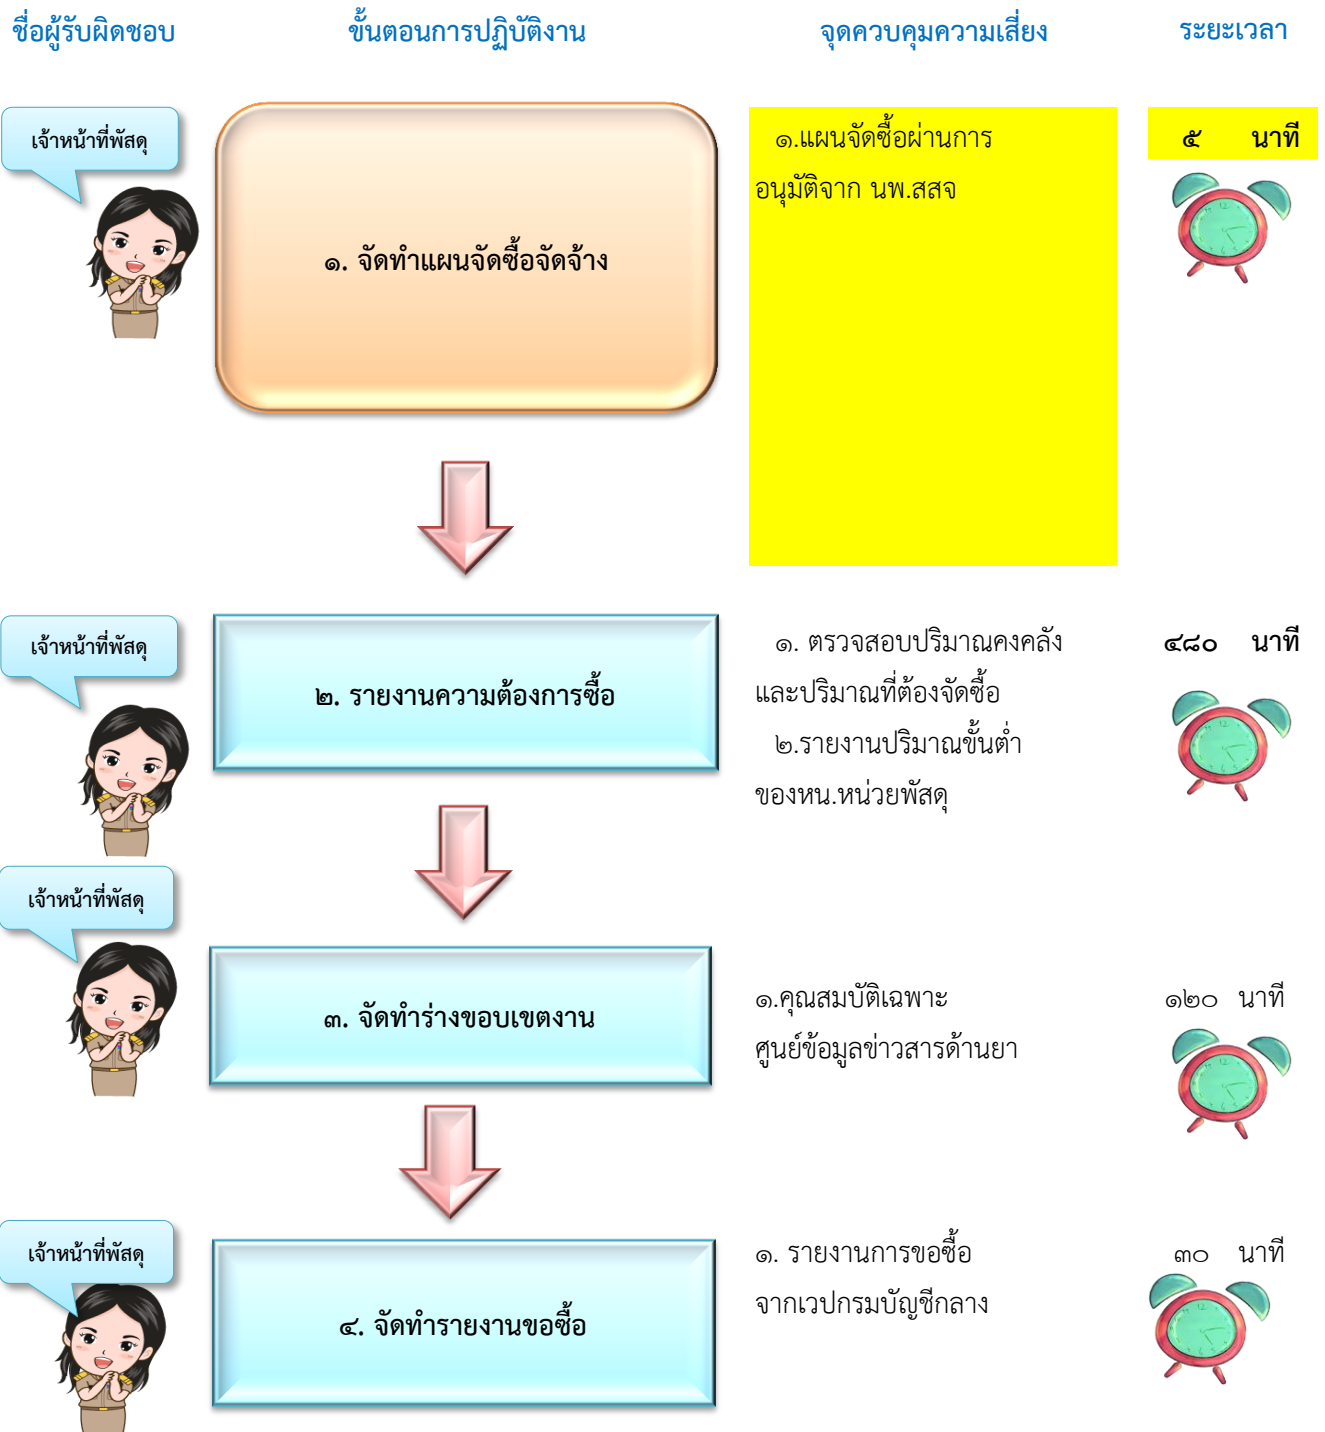 ชื่อผู้รับผิดชอบ ขั้นตอนการปฏิบัติงาน จุดควบคุมความเสี่ยง ระยะเวลา
เจ้าหน้าที่พัสดุ
๑. จัดทำแผนจัดซื้อจัดจ้าง
๑.แผนจัดซื้อผ่านการ
อนุมัติจาก นพ.สสจ
๕ นาที
เจ้าหน้าที่พัสดุ
๒. รายงานความต้องการซื้อ
๑. ตรวจสอบปริมาณคงคลัง
และปริมาณที่ต้องจัดซื้อ
๒.รายงานปริมาณขั้นต่ำ
ของหน.หน่วยพัสดุ
๔๘๐ นาที
เจ้าหน้าที่พัสดุ
๓. จัดทำร่างขอบเขตงาน
๑.คุณสมบัติเฉพาะ
ศูนย์ข้อมูลข่าวสารด้านยา
๑๒๐ นาที
เจ้าหน้าที่พัสดุ
๔. จัดทำรายงานขอซื้อ
๑. รายงานการขอซื้อ
จากเวปกรมบัญชีกลาง
๓๐ นาที